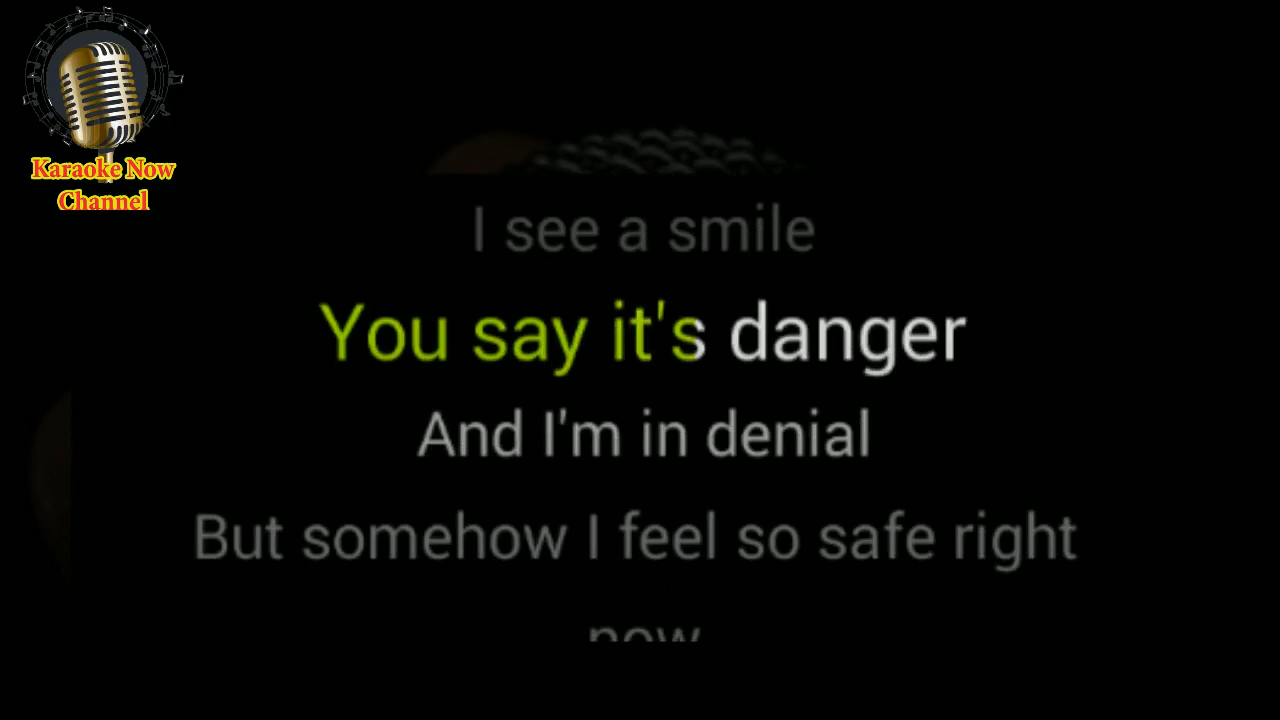 Karaoke Now
Channel
I see a smile
You say it's danger
And I'm in denial
But somehow I feel so safe right
now